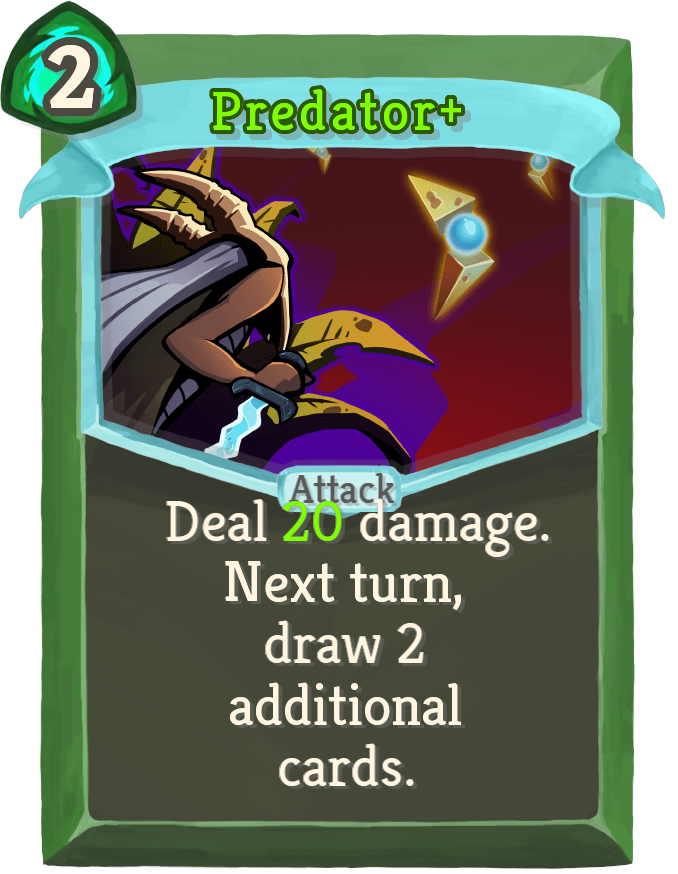 2
Predator+
Attack
Deal 20 damage.
Next turn,
draw 2
additional
cards.